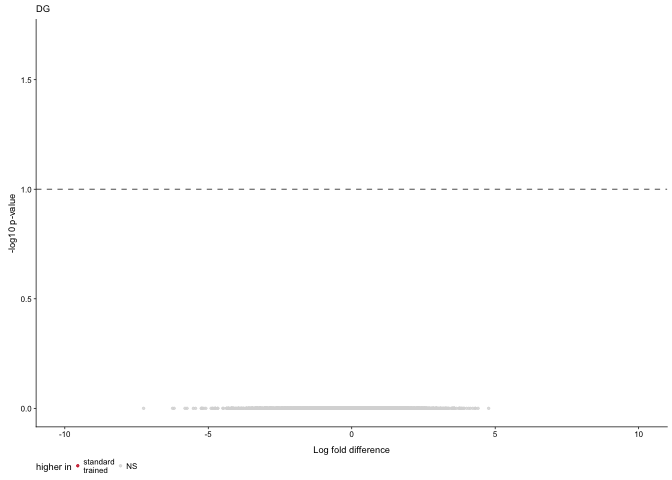 DG
1.5
1.0
0.5
0.0
-log10 p-value
-10
-5
0
5
10
Log fold difference
higher in
standard
trained
NS